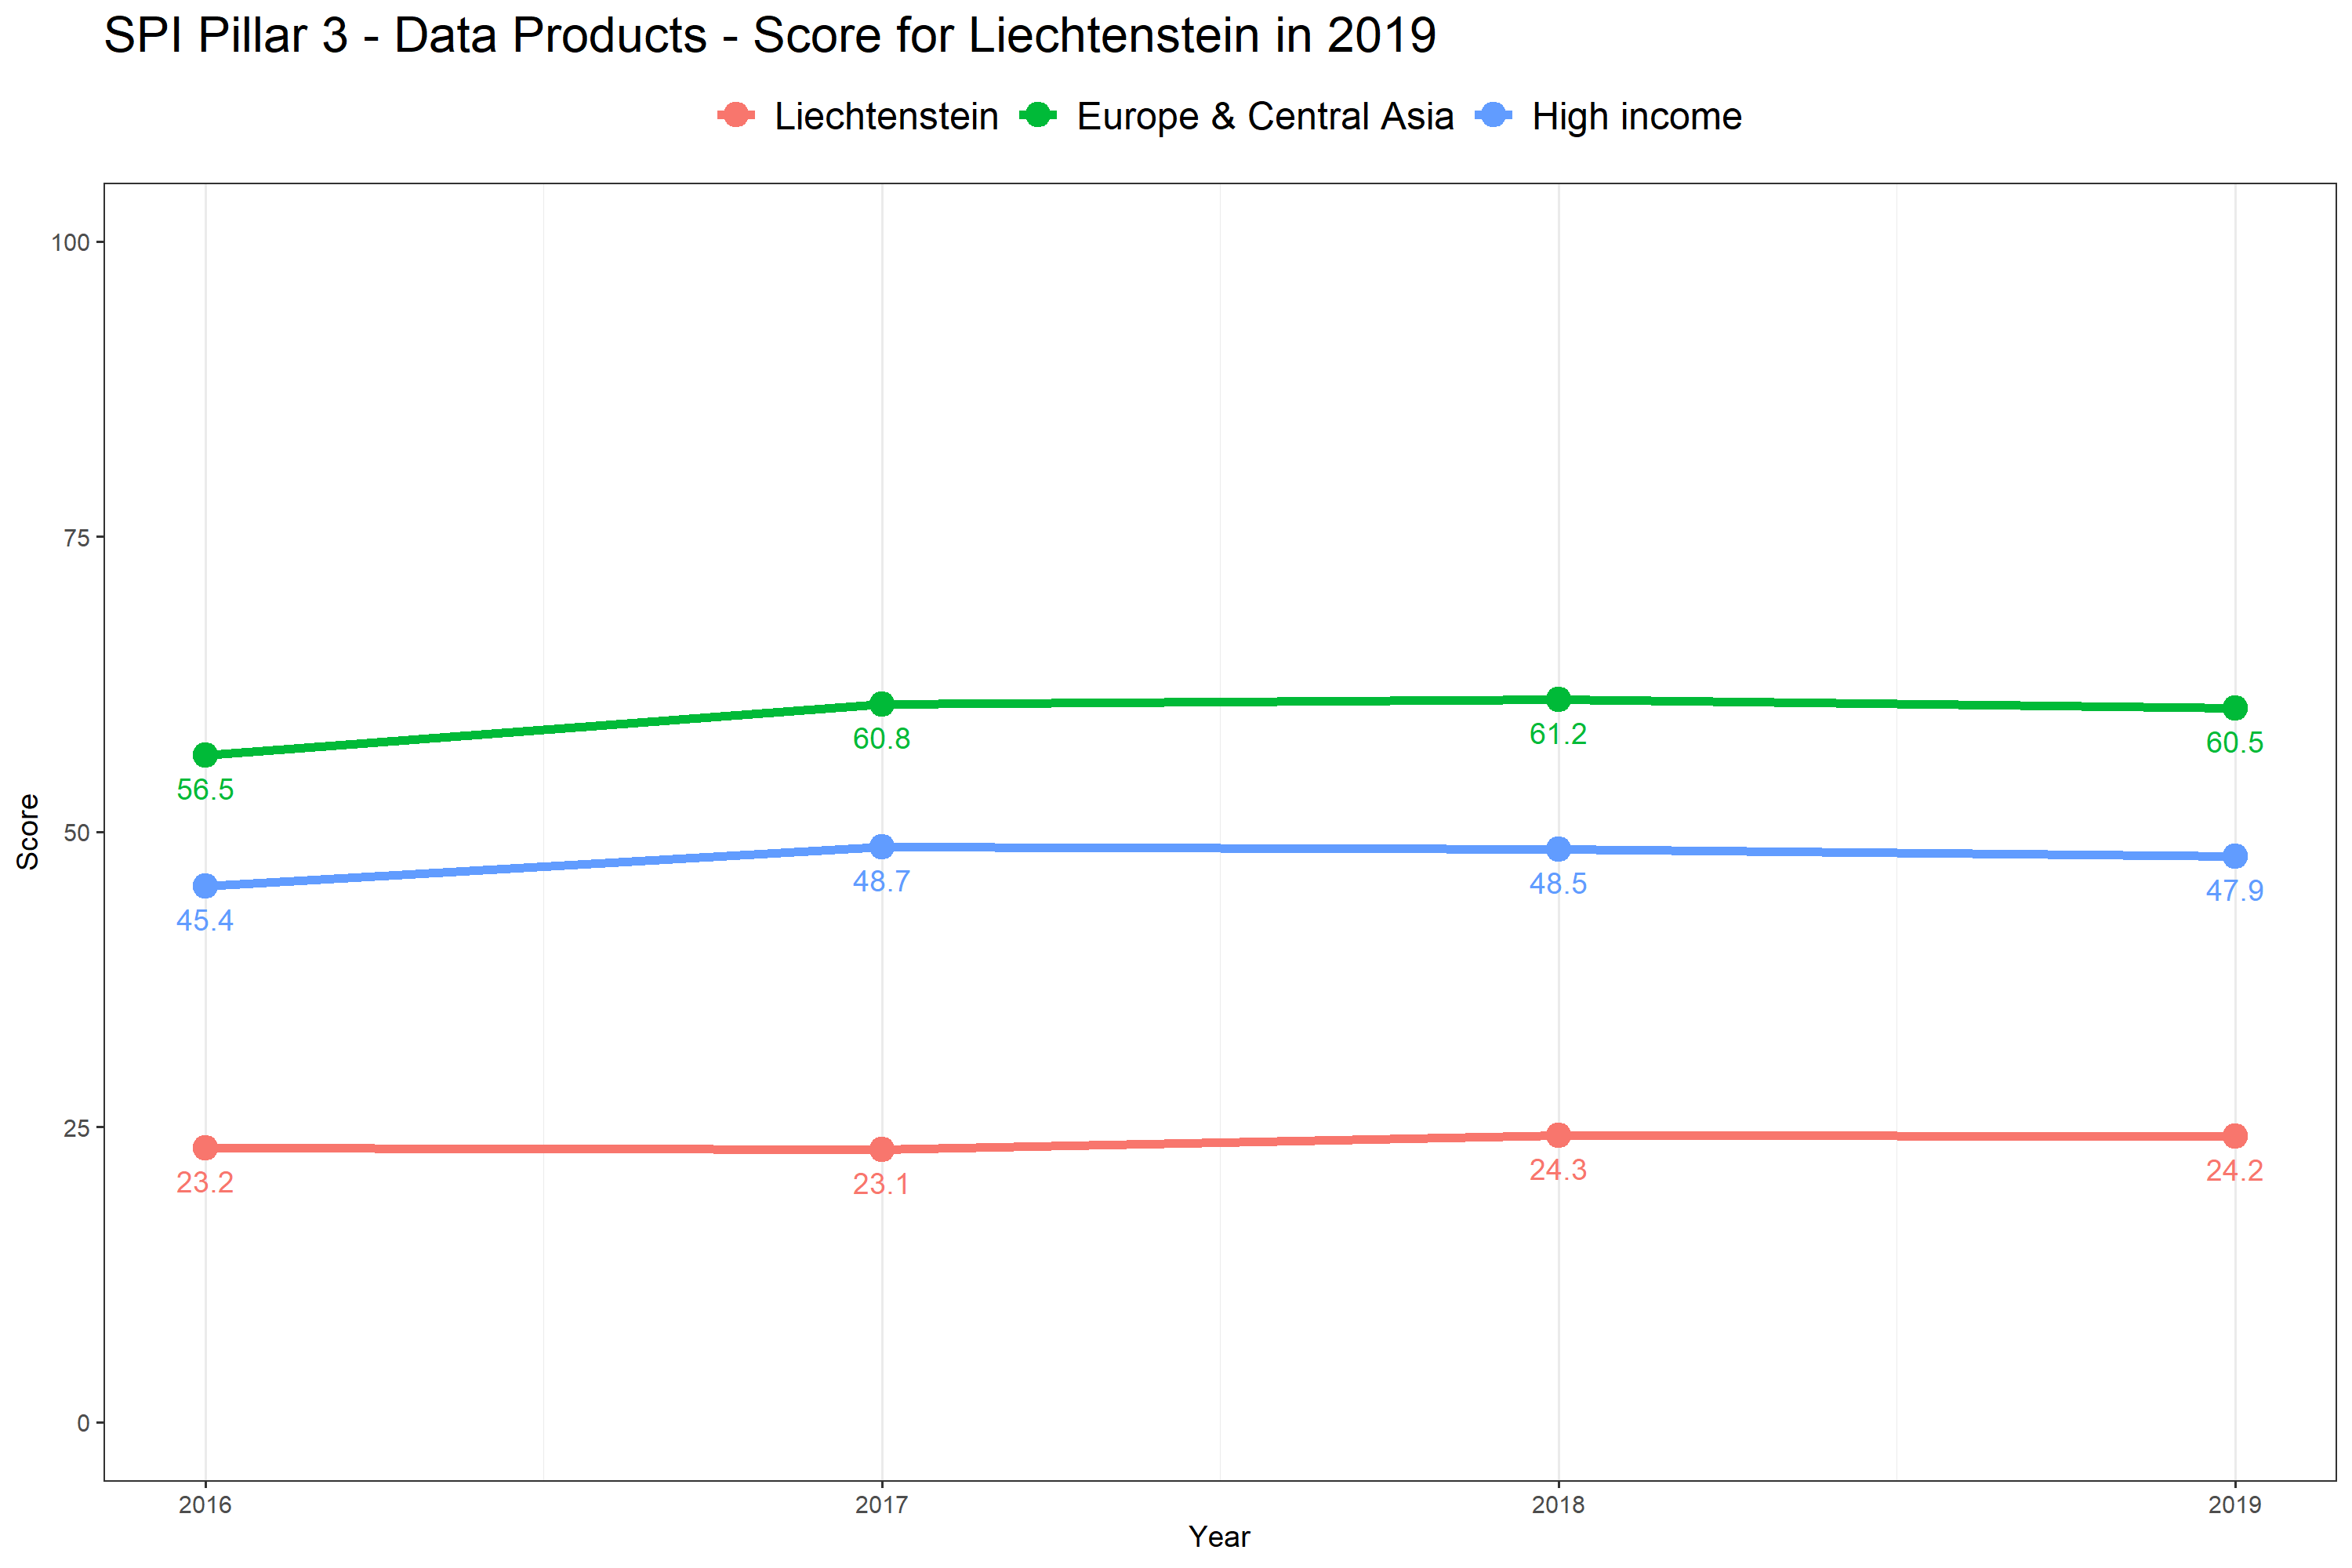 SPI Pillar 3 - Data Products - Score for Liechtenstein in 2019
Liechtenstein Europe & Central Asia High income
100
75
50
25
0
Score
56.5 60.8 61.2 60.5
45.4 48.7 48.5 47.9
23.2 23.1 24.3 24.2
2016 2017 2018 2019
Year